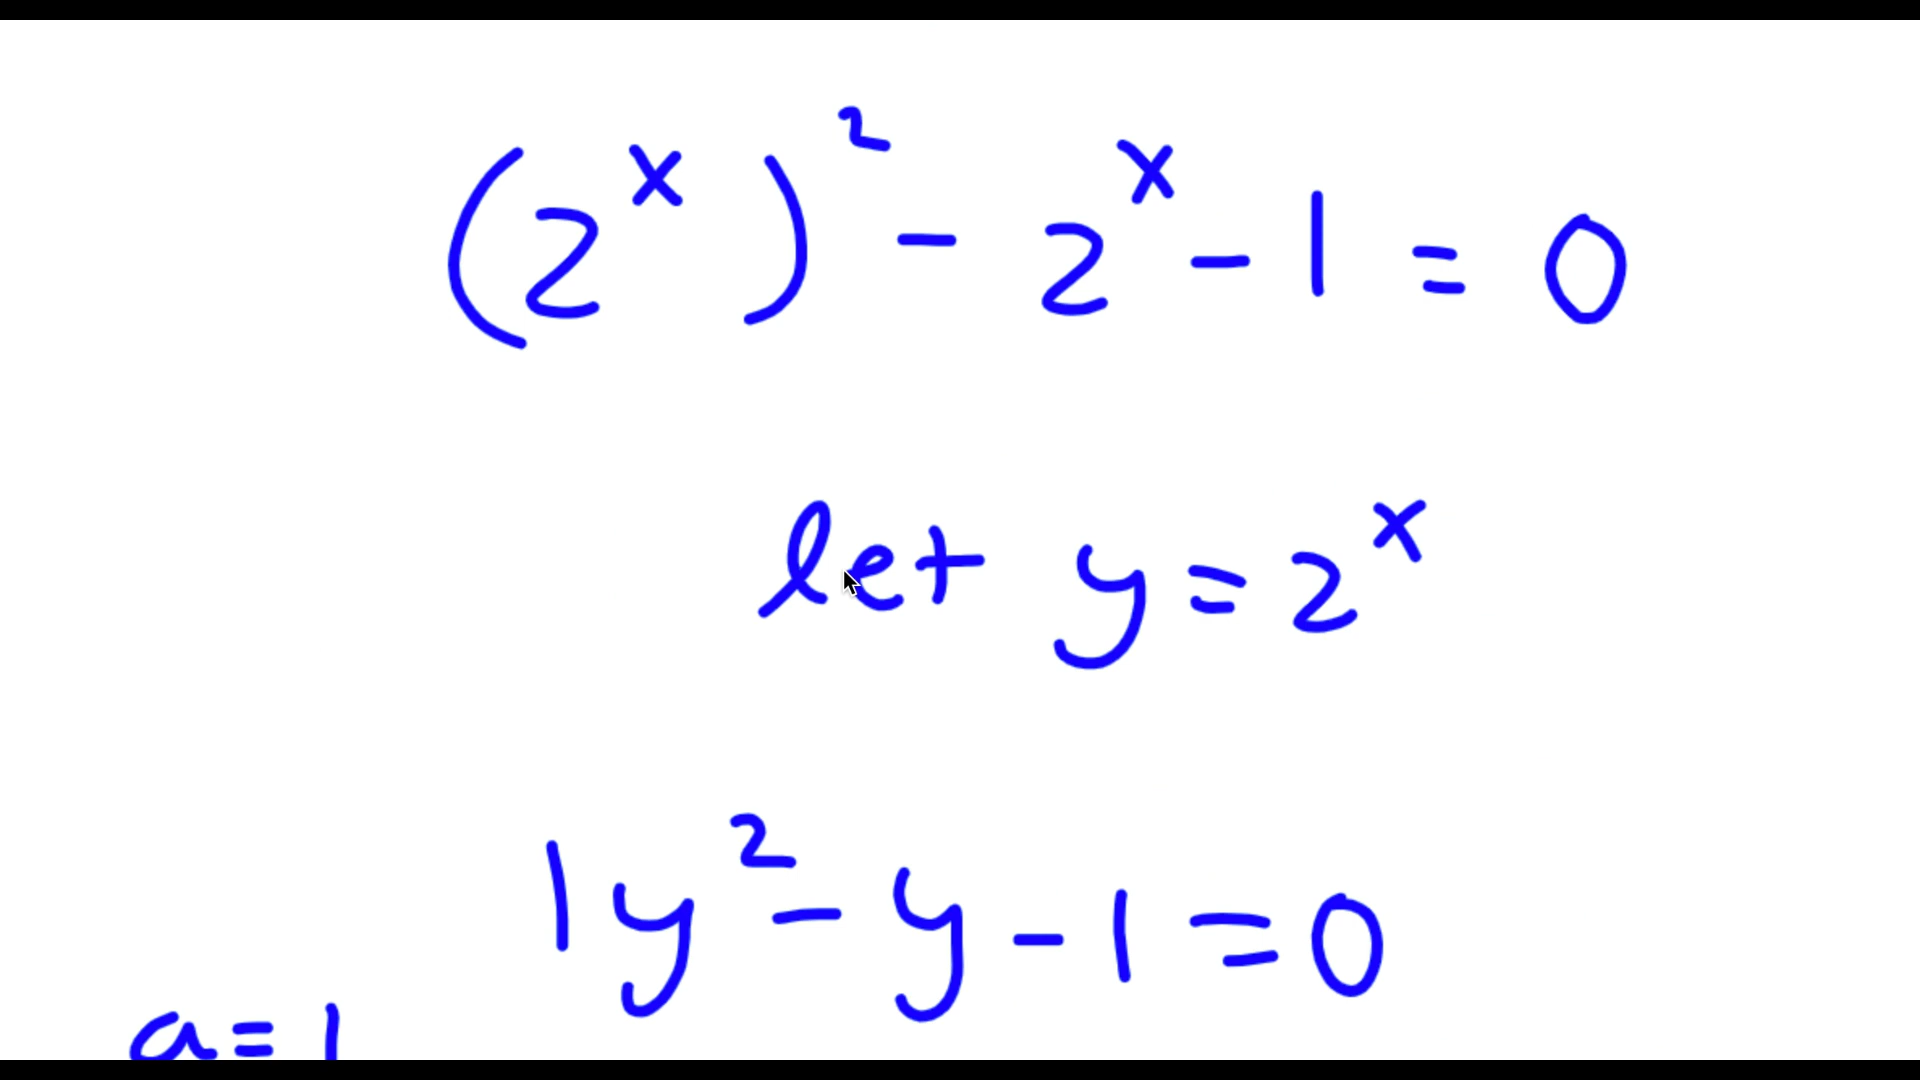 (2^x)^2 - 2^x - 1 = 0
let y = 2^x
1y^2 - y - 1 = 0
a = 1